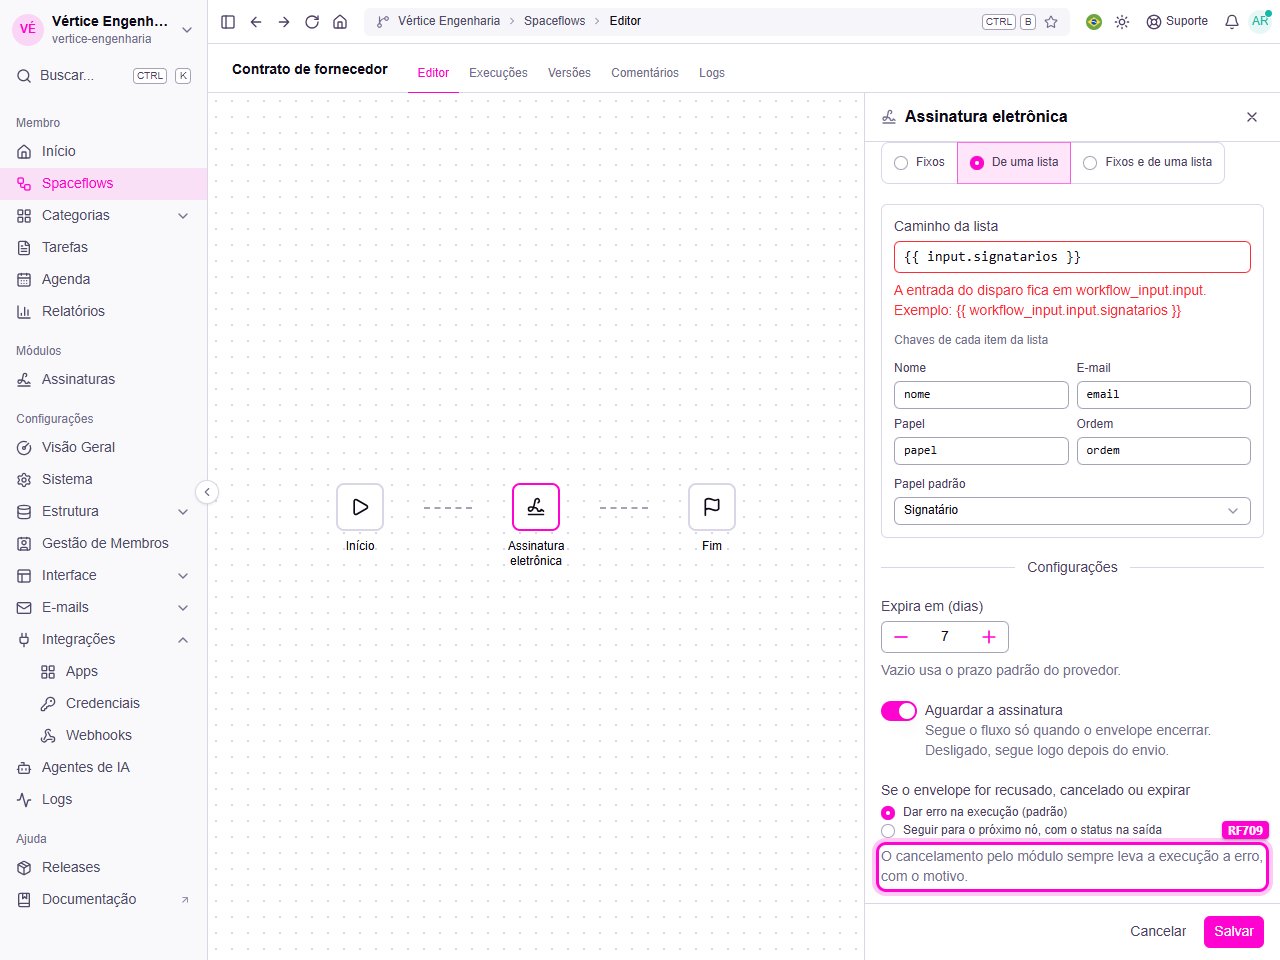 VÉ
Vértice Engenh...
vertice-engenharia
Buscar...
CTRL
K
Membro
Início
Spaceflows
Categorias
Tarefas
Agenda
Relatórios
Módulos
Assinaturas
Configurações
Visão Geral
Sistema
Estrutura
Gestão de Membros
Interface
E-mails
Integrações
Apps
Credenciais
Webhooks
Agentes de IA
Logs
Ajuda
Releases
Documentação
Vértice Engenharia
Spaceflows
Editor
CTRL
B
Suporte
AR
Contrato de fornecedor
Editor
Execuções
Versões
Comentários
Logs
Início
Assinatura
eletrônica
Fim
Assinatura eletrônica
Fixos
De uma lista
Fixos e de uma lista
Caminho da lista
{{ input.signatarios }}
A entrada do disparo fica em workflow_input.input.
Exemplo: {{ workflow_input.input.signatarios }}
Chaves de cada item da lista
Nome
E-mail
nome
email
Papel
Ordem
papel
ordem
Papel padrão
Signatário
Configurações
Expira em (dias)
7
Vazio usa o prazo padrão do provedor.
Aguardar a assinatura
Segue o fluxo só quando o envelope encerrar.
Desligado, segue logo depois do envio.
Se o envelope for recusado, cancelado ou expirar
Dar erro na execução (padrão)
Seguir para o próximo nó, com o status na saída
RF709
O cancelamento pelo módulo sempre leva a execução a erro,
com o motivo.
Cancelar
Salvar